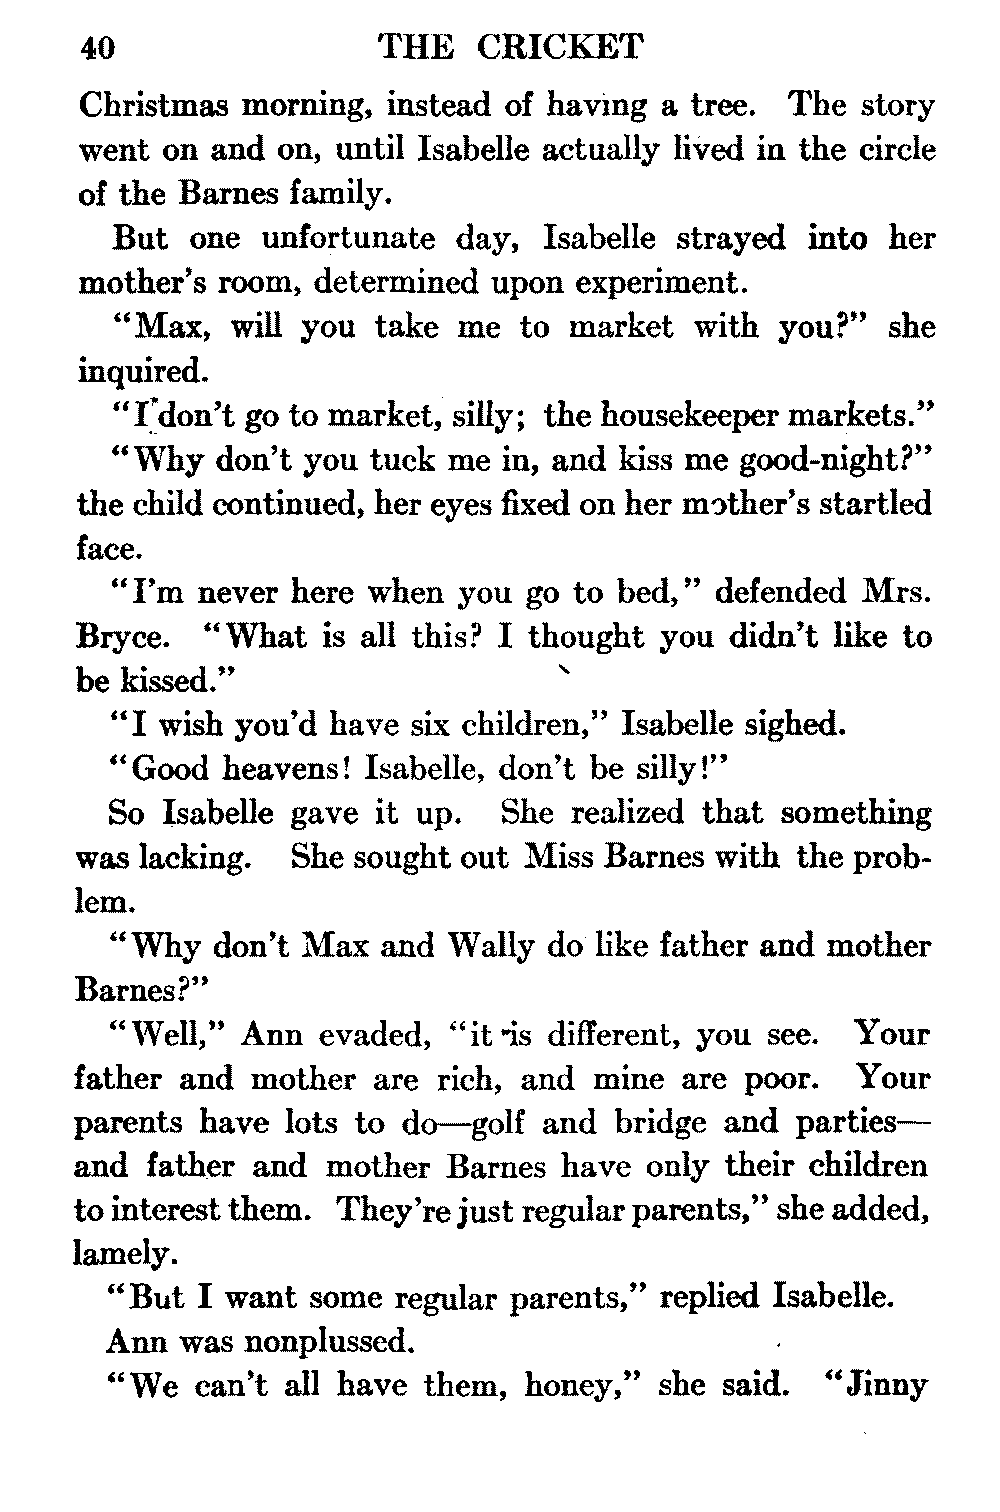 40 THE CRICKET
Christmas morning, instead of having a tree. The story
went on and on, until Isabelle actually lived in the circle
of the Barnes family.
But one unfortunate day, Isabelle strayed into her
mother's room, determined upon experiment.
"Max, will you take me to market with you?" she
inquired.
"I don't go to market, silly; the housekeeper markets."
"Why don't you tuck me in, and kiss me good-night?"
the child continued, her eyes fixed on her mother's startled
face.
"I'm never here when you go to bed," defended Mrs.
Bryce. "What is all this? I thought you didn't like to
be kissed."
"I wish you'd have six children," Isabelle sighed.
"Good heavens! Isabelle, don't be silly!"
So Isabelle gave it up. She realized that something
was lacking. She sought out Miss Barnes with the prob-
lem.
"Why don't Max and Wally do like father and mother
Barnes?"
"Well," Ann evaded, "it is different, you see. Your
father and mother are rich, and mine are poor. Your
parents have lots to do—golf and bridge and parties—
and father and mother Barnes have only their children
to interest them. They're just regular parents," she added,
lamely.
"But I want some regular parents," replied Isabelle.
Ann was nonplussed.
"We can't all have them, honey," she said. "Jinny